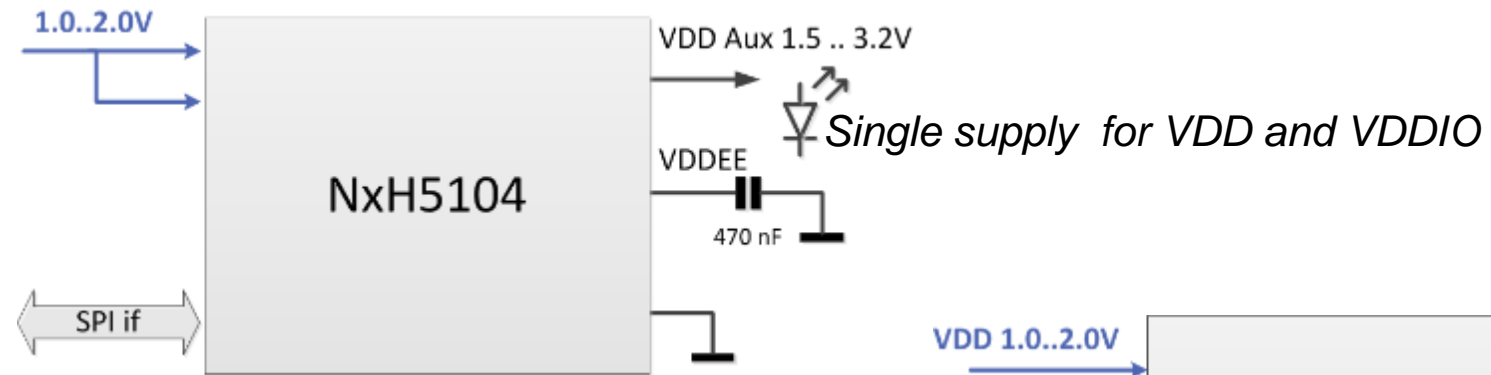 1.0..2.0V
VDD Aux 1.5 .. 3.2V
Single supply for VDD and VDDIO
VDDEE
NxH5104
470 nF
SPI if
VDD 1.0..2.0V